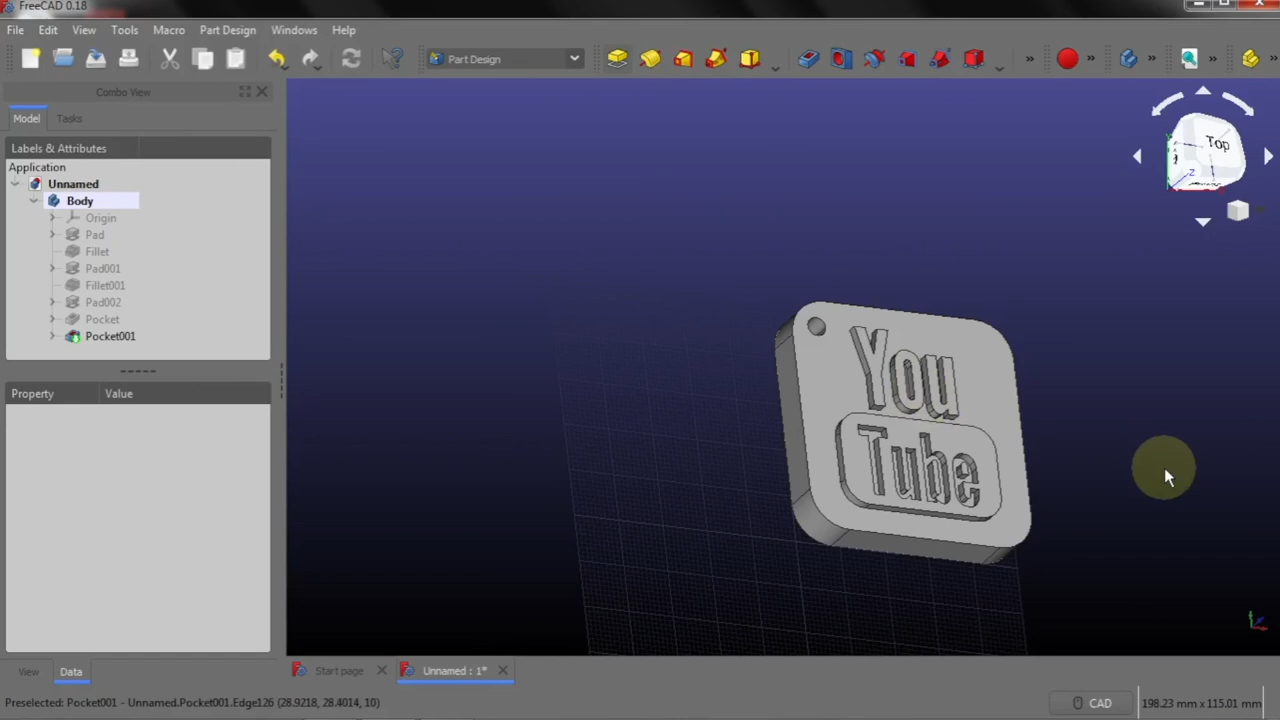 FreeCAD 0.18
File Edit View Tools Macro Part Design Windows Help
Part Design
Combo View
Model Tasks
Labels & Attributes
Application
Unnamed
Body
Origin
Pad
Fillet
Pad001
Fillet001
Pad002
Pocket
Pocket001
Top
Z
You
Tube
Property Value
View Data
Start page
Unnamed : 1*
Preselected: Pocket001 - Unnamed.Pocket001.Edge126 (28.9218, 28.4014, 10)
CAD
198.23 mm x 115.01 mm